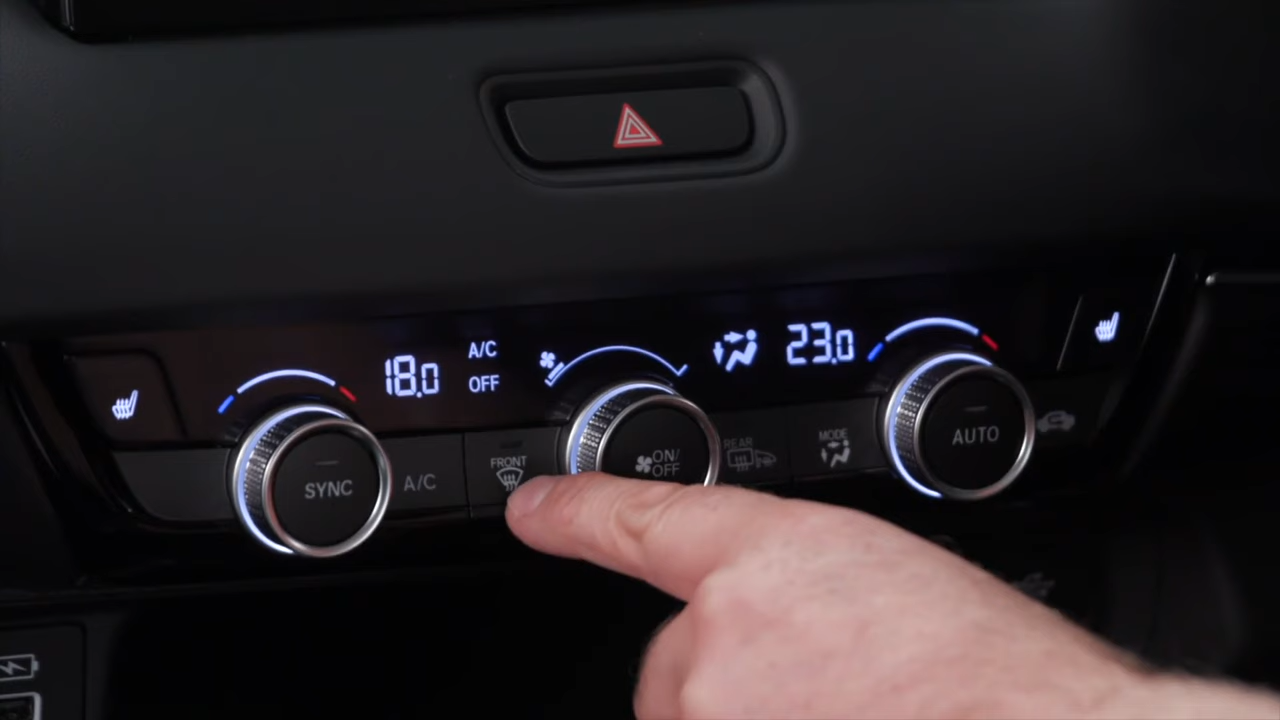 18.0
A/C
OFF
23.0
SYNC
A/C
FRONT
ON/
OFF
REAR
MODE
AUTO